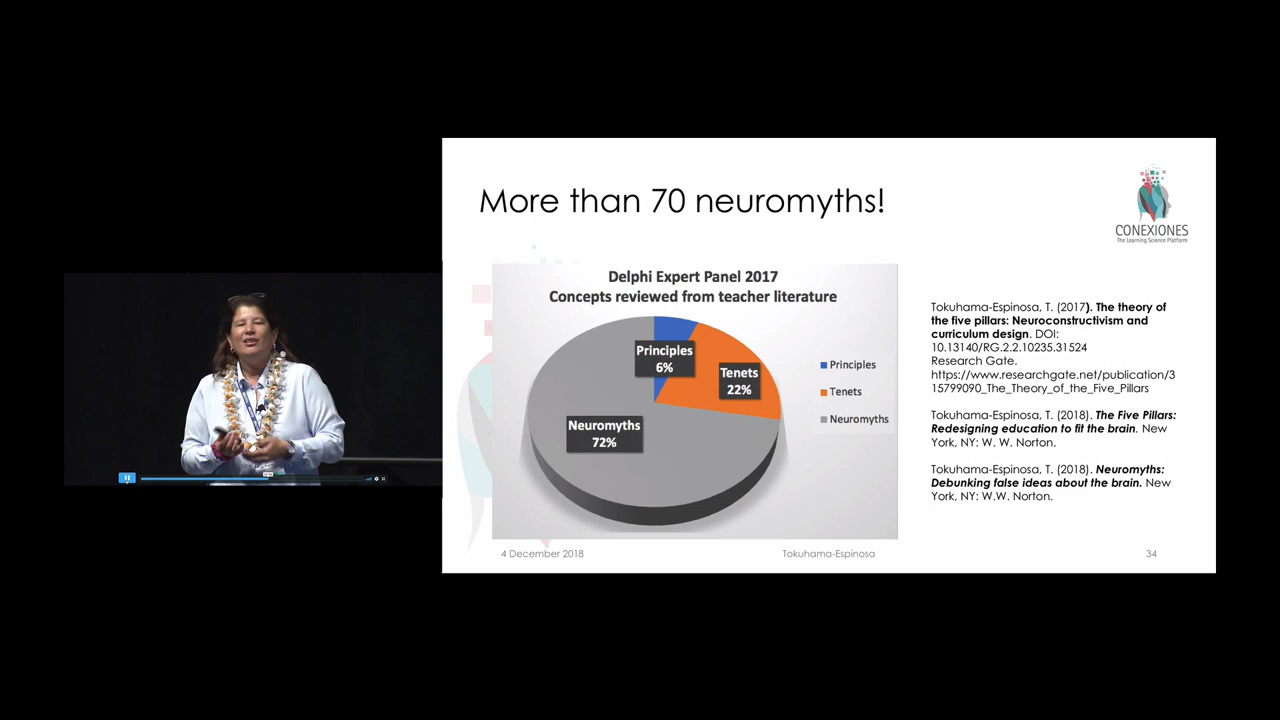 More than 70 neuromyths!
CONEXIONES
The Learning Science Platform
Delphi Expert Panel 2017
Concepts reviewed from teacher literature
Principles
6%
Tenets
22%
Neuromyths
72%
Principles
Tenets
Neuromyths
Tokuhama-Espinosa, T. (2017). The theory of
the five pillars: Neuroconstructivism and
curriculum design. DOI:
10.13140/RG.2.2.10235.31524
Research Gate.
https://www.researchgate.net/publication/3
15799090_The_Theory_of_the_Five_Pillars
Tokuhama-Espinosa, T. (2018). The Five Pillars:
Redesigning education to fit the brain. New
York, NY: W. W. Norton.
Tokuhama-Espinosa, T. (2018). Neuromyths:
Debunking false ideas about the brain. New
York, NY: W.W. Norton.
4 December 2018
Tokuhama-Espinosa
34